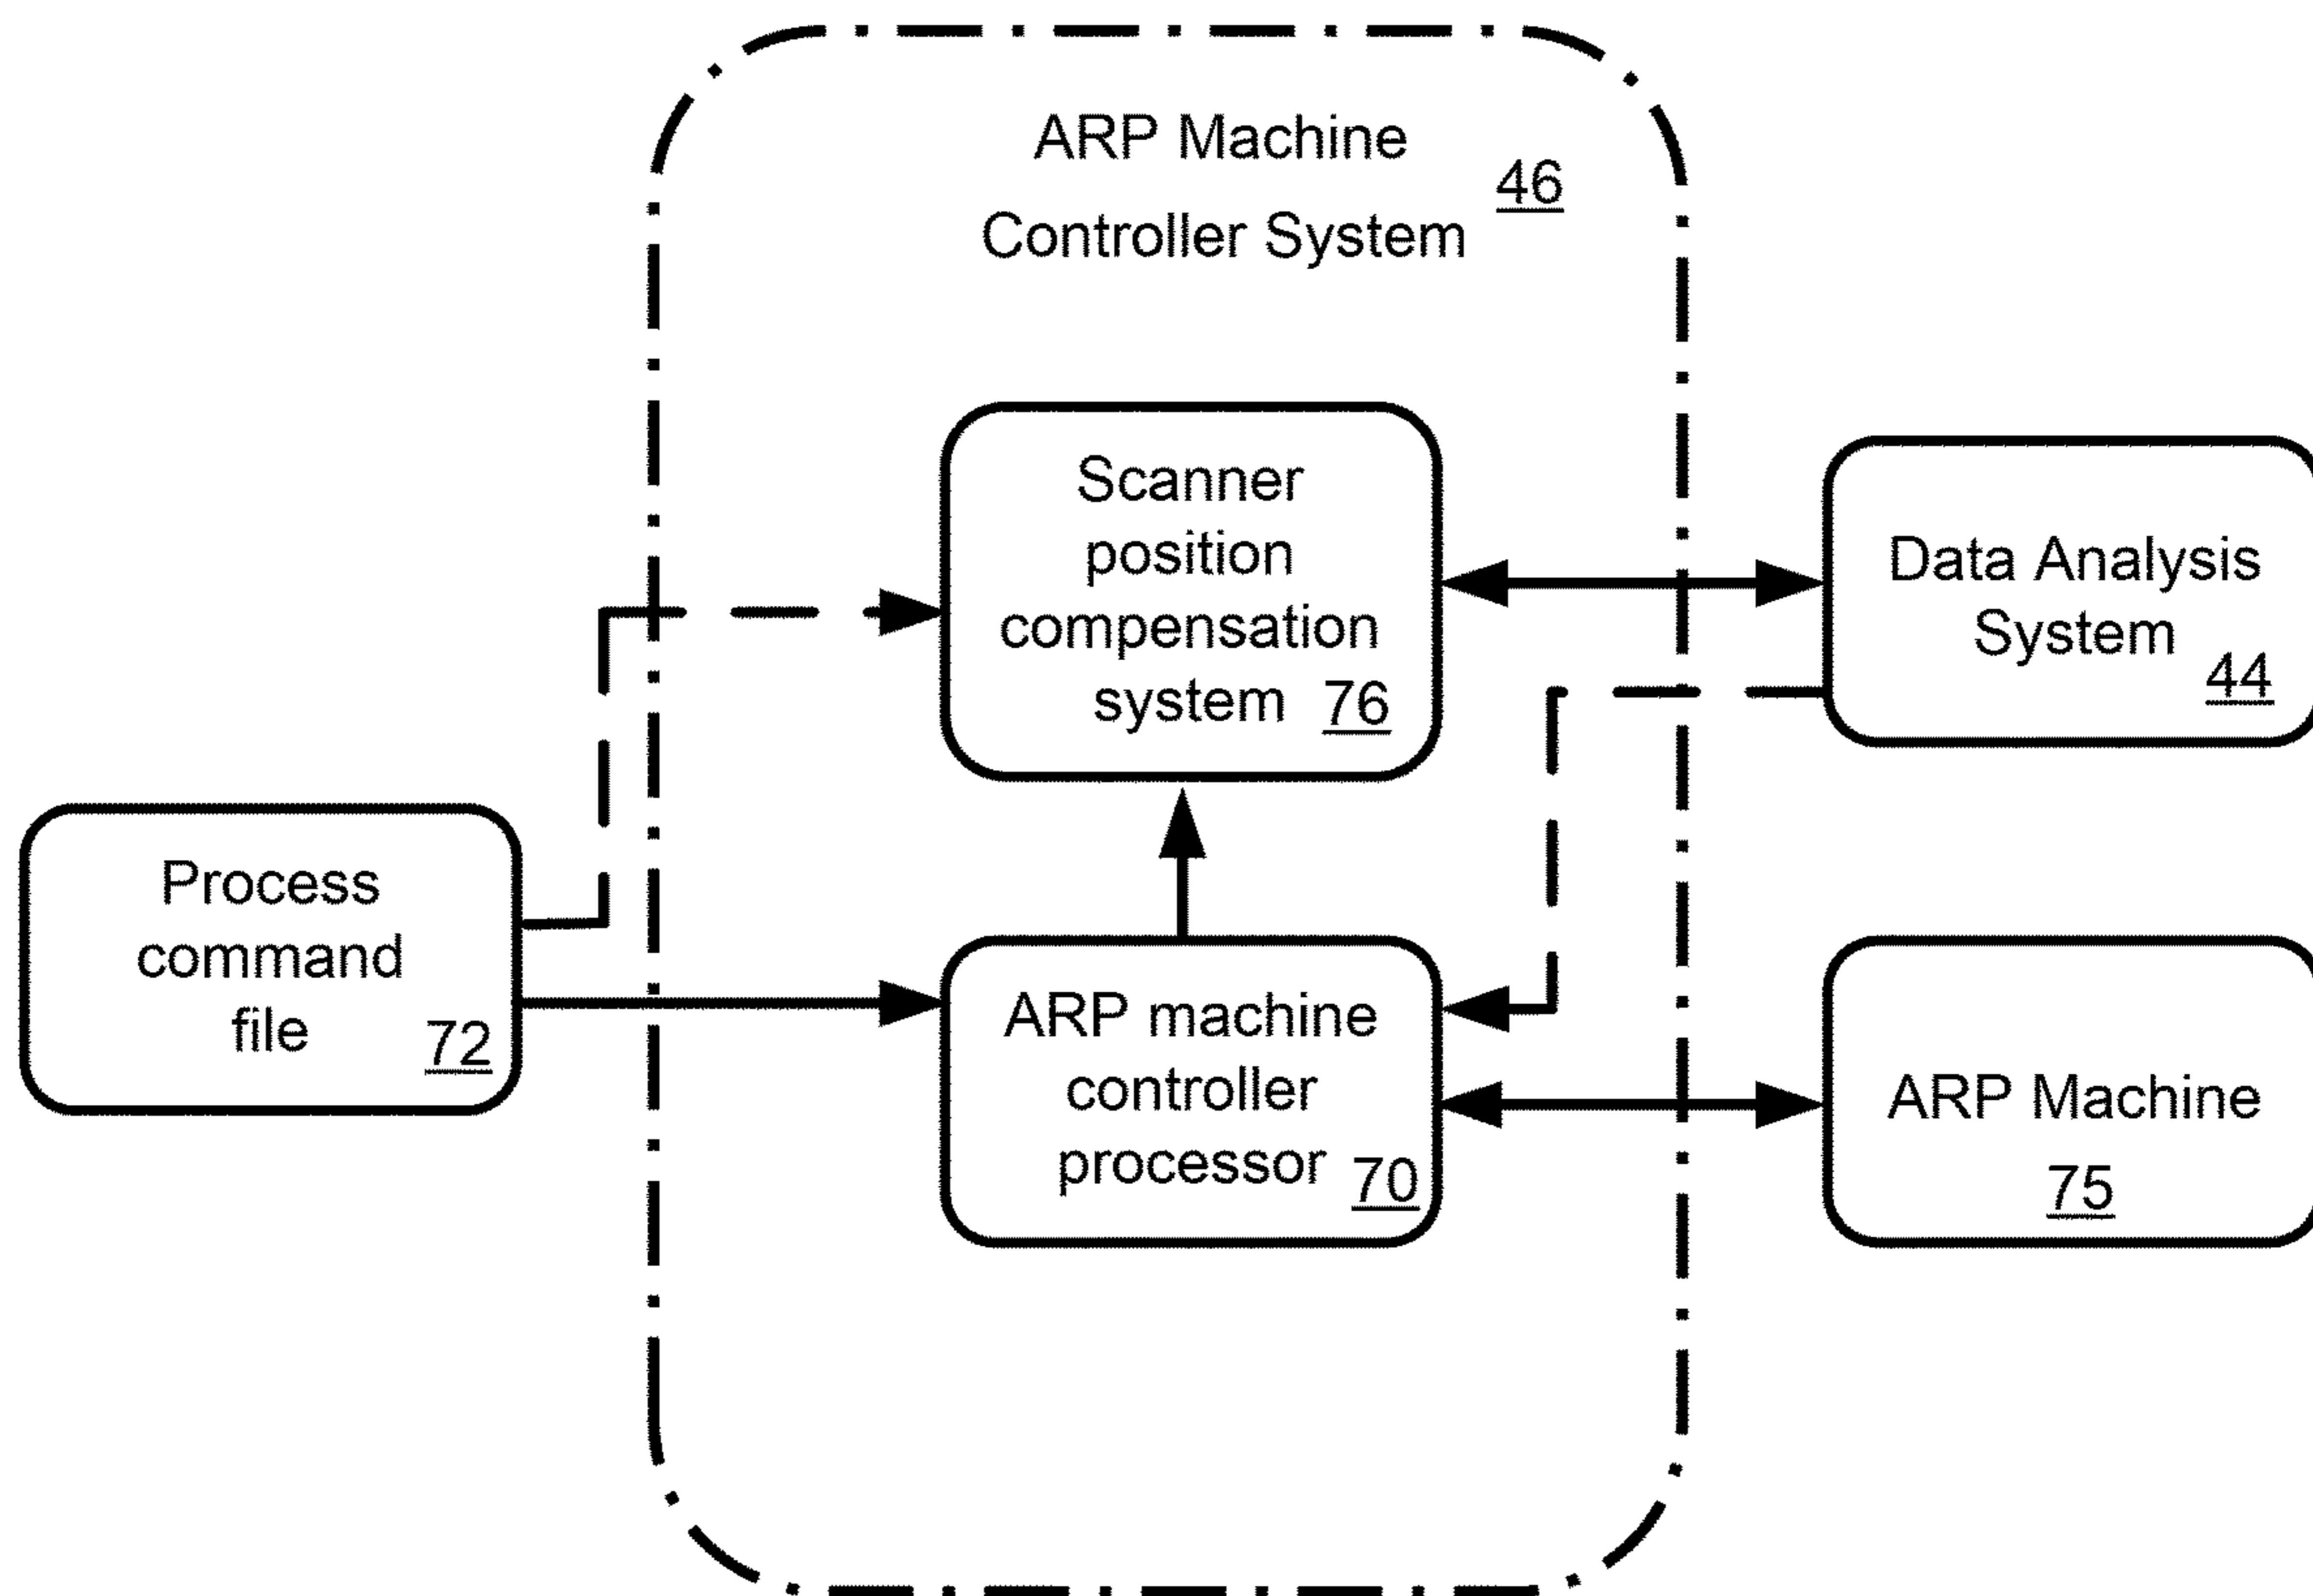 ARP Machine
Controller System 46
Scanner
position
compensation
system 76
Data Analysis
System
44
Process
command
file 72
ARP machine
controller
processor 70
ARP Machine
75